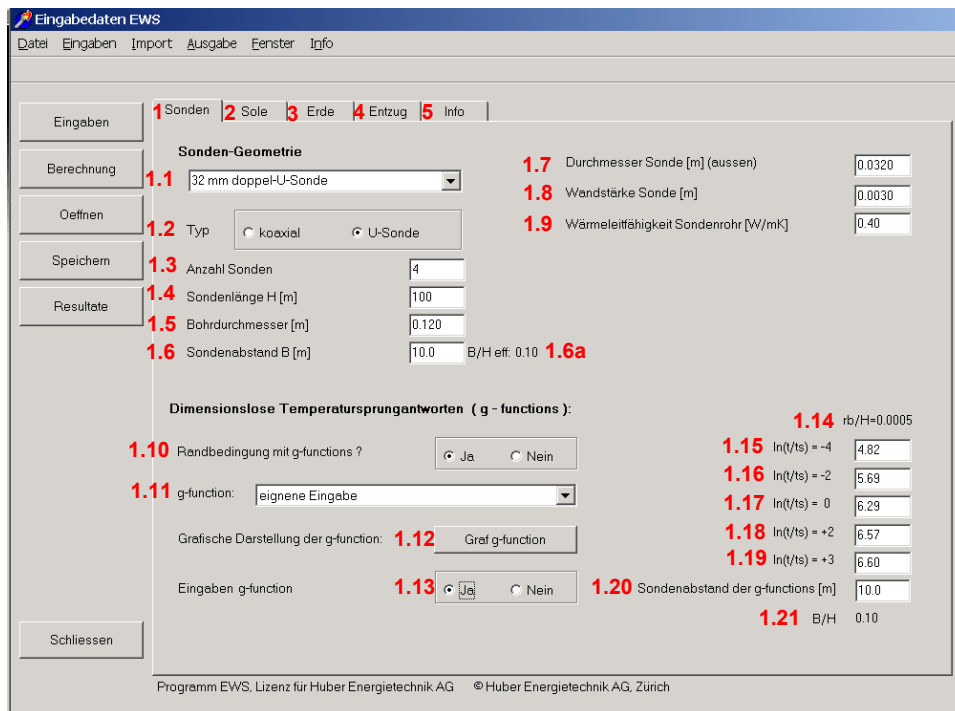 Eingabedaten EWS
Datei Eingaben Import Ausgabe Fenster Info
Eingaben
Berechnung
Oeffnen
Speichern
Resultate
Schliessen
1 Sonden 2 Sole 3 Erde 4 Entzug 5 Info
Sonden-Geometrie
1.1 32 mm doppel-U-Sonde
1.2 Typ koaxial U-Sonde
1.3 Anzahl Sonden 4
1.4 Sondenlänge H [m] 100
1.5 Bohrdurchmesser [m] 0.120
1.6 Sondenabstand B [m] 10.0 B/H eff: 0.10 1.6a
1.7 Durchmesser Sonde [m] (aussen) 0.0320
1.8 Wandstärke Sonde [m] 0.0030
1.9 Wärmeleitfähigkeit Sondenrohr [W/mK] 0.40
Dimensionslose Temperatursprungantworten ( g - functions ):
1.10 Randbedingung mit g-functions ? Ja Nein
1.11 g-function: eignene Eingabe
Grafische Darstellung der g-function: 1.12 Graf g-function
Eingaben g-function 1.13 Ja Nein
1.14 rb/H=0.0005
1.15 ln(t/ts) = -4 4.82
1.16 ln(t/ts) = -2 5.69
1.17 ln(t/ts) = 0 6.29
1.18 ln(t/ts) = +2 6.57
1.19 ln(t/ts) = +3 6.60
1.20 Sondenabstand der g-functions [m] 10.0
1.21 B/H 0.10
Programm EWS, Lizenz für Huber Energietechnik AG © Huber Energietechnik AG, Zürich